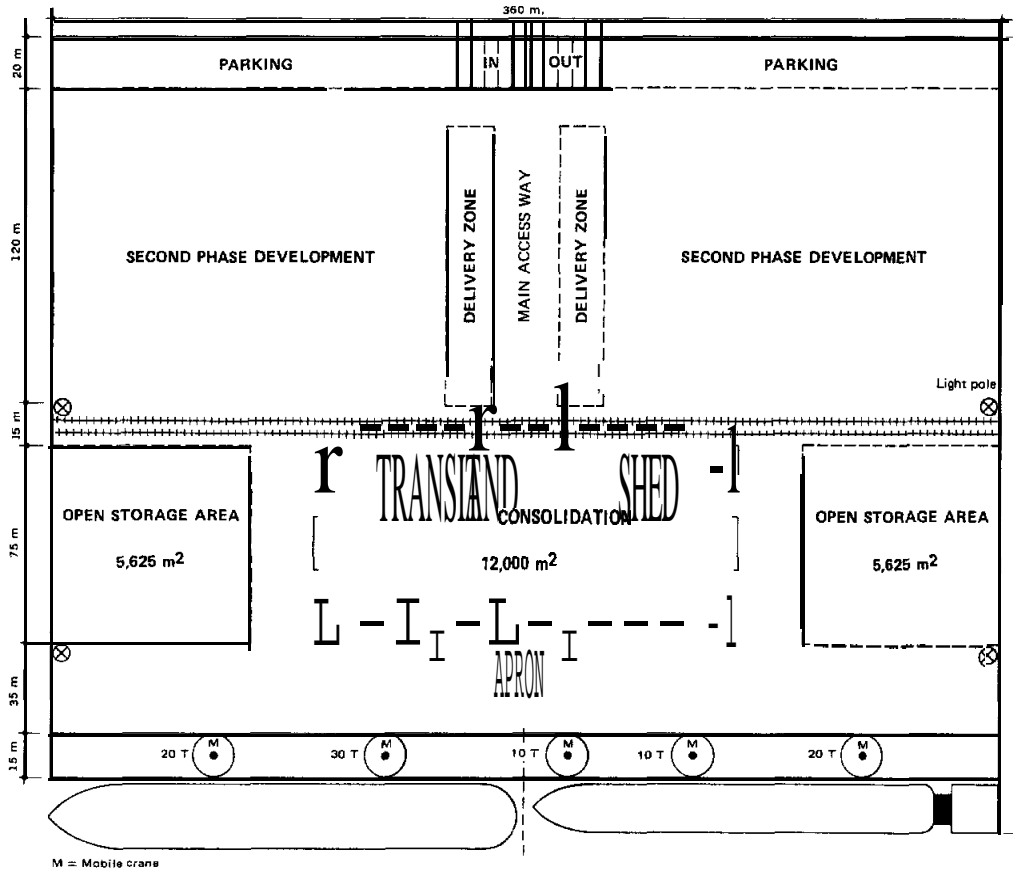 360 m.
20 m
PARKING
IN
OUT
PARKING
120 m
SECOND PHASE DEVELOPMENT
DELIVERY ZONE
MAIN ACCESS WAY
DELIVERY ZONE
SECOND PHASE DEVELOPMENT
Light pole
15 m
TRANSIT AND SHED
CONSOLIDATION
12,000 m2
OPEN STORAGE AREA
5,625 m2
OPEN STORAGE AREA
5,625 m2
75 m
APRON
35 m
15 m
20 T
M
30 T
M
10 T
M
10 T
M
20 T
M
M = Mobile crane